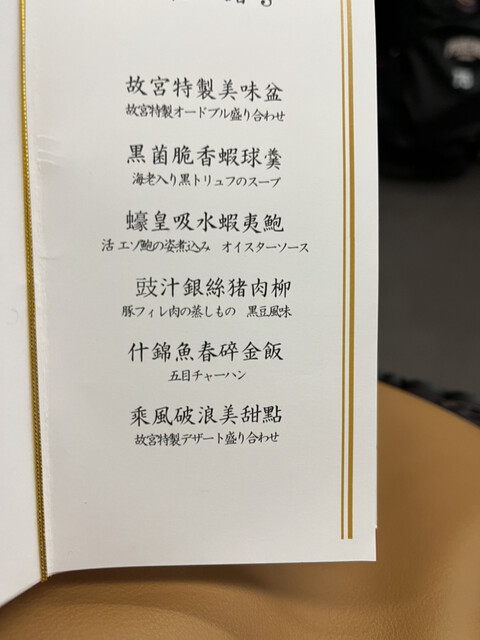 故宮特製美味盆
故宮特製オードブル盛り合わせ
黒菌脆香蝦球羹
海老入り黒トリュフのスープ
蠔皇吸水蝦夷鮑
活エゾ鮑の姿煮込み　オイスターソース
豉汁銀絲猪肉柳
豚フィレ肉の蒸しもの　黒豆風味
什錦魚春碎金飯
五目チャーハン
乘風破浪美甜點
故宮特製デザート盛り合わせ